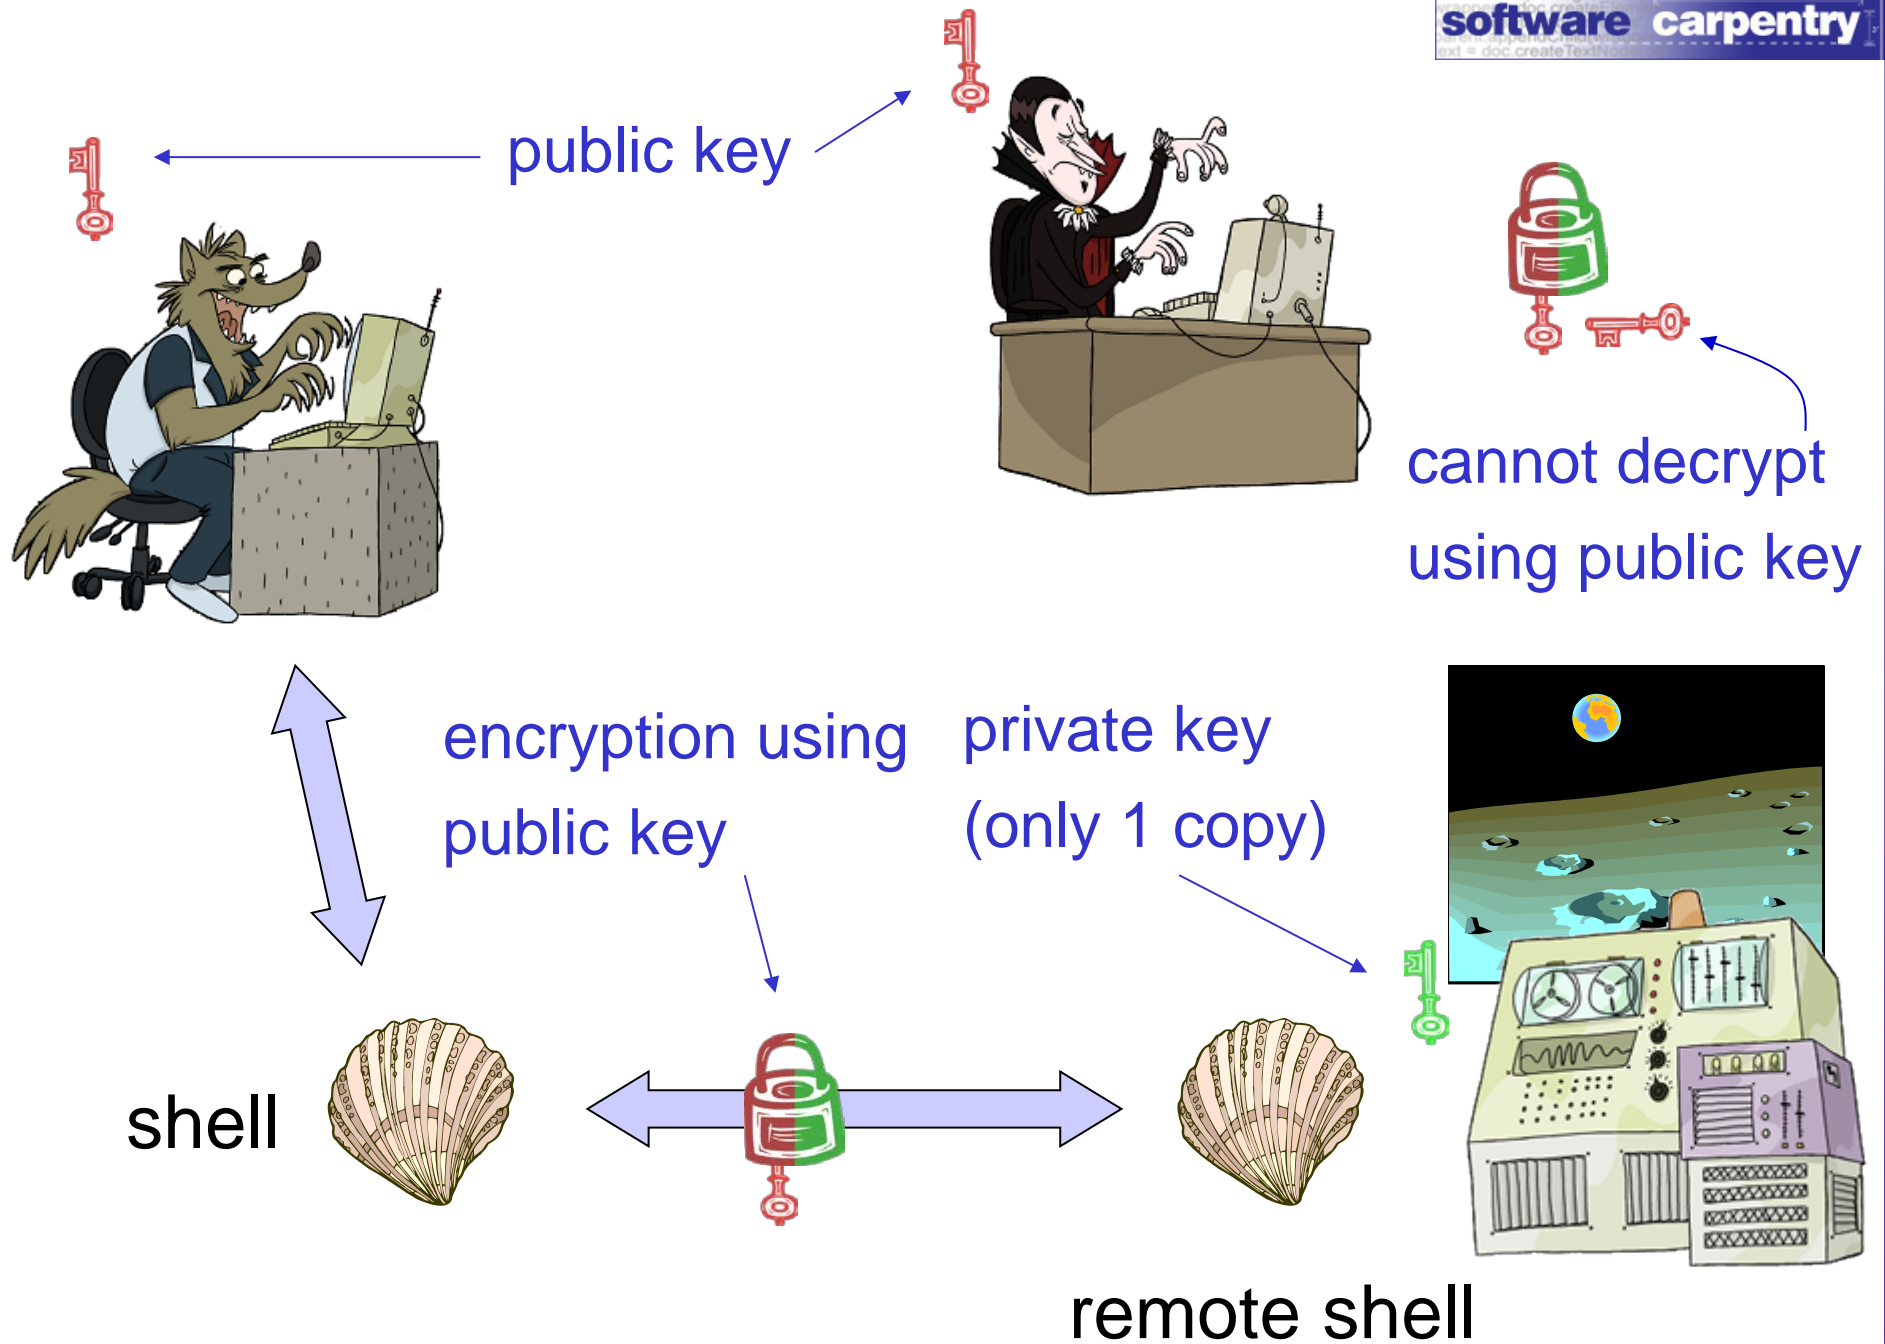 software carpentry
public key
cannot decrypt
using public key
encryption using
public key
private key
(only 1 copy)
shell
remote shell